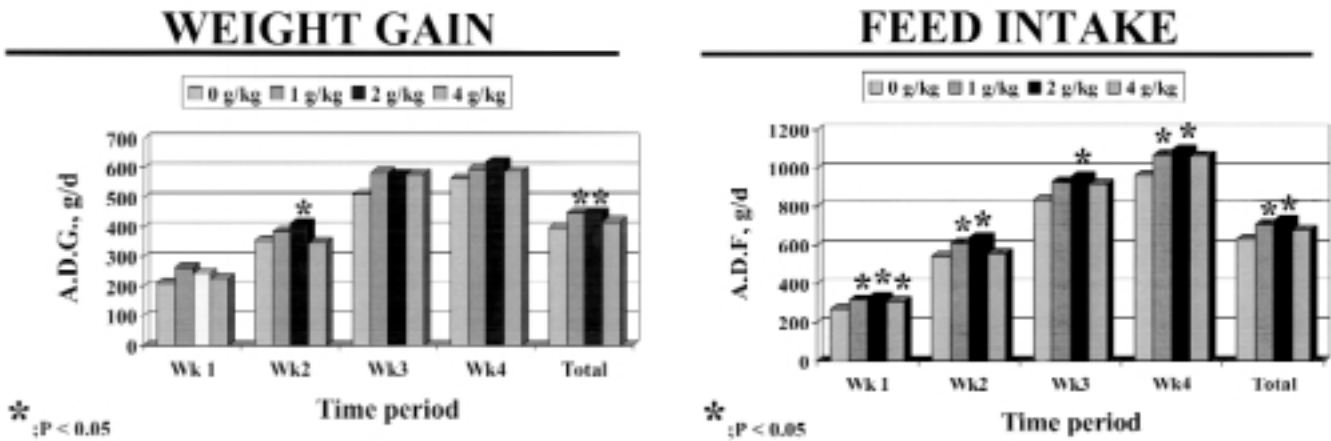 WEIGHT GAIN
0 g/kg 1 g/kg 2 g/kg 4 g/kg
A.D.G., g/d
700
600
500
400
300
200
100
0
*
**
Wk 1 Wk2 Wk3 Wk4 Total
Time period
* ;P < 0.05
FEED INTAKE
0 g/kg 1 g/kg 2 g/kg 4 g/kg
A.D.F, g/d
1200
1000
800
600
400
200
0
* * *
* *
*
* *
* *
Wk 1 Wk2 Wk3 Wk4 Total
Time period
* ;P < 0.05